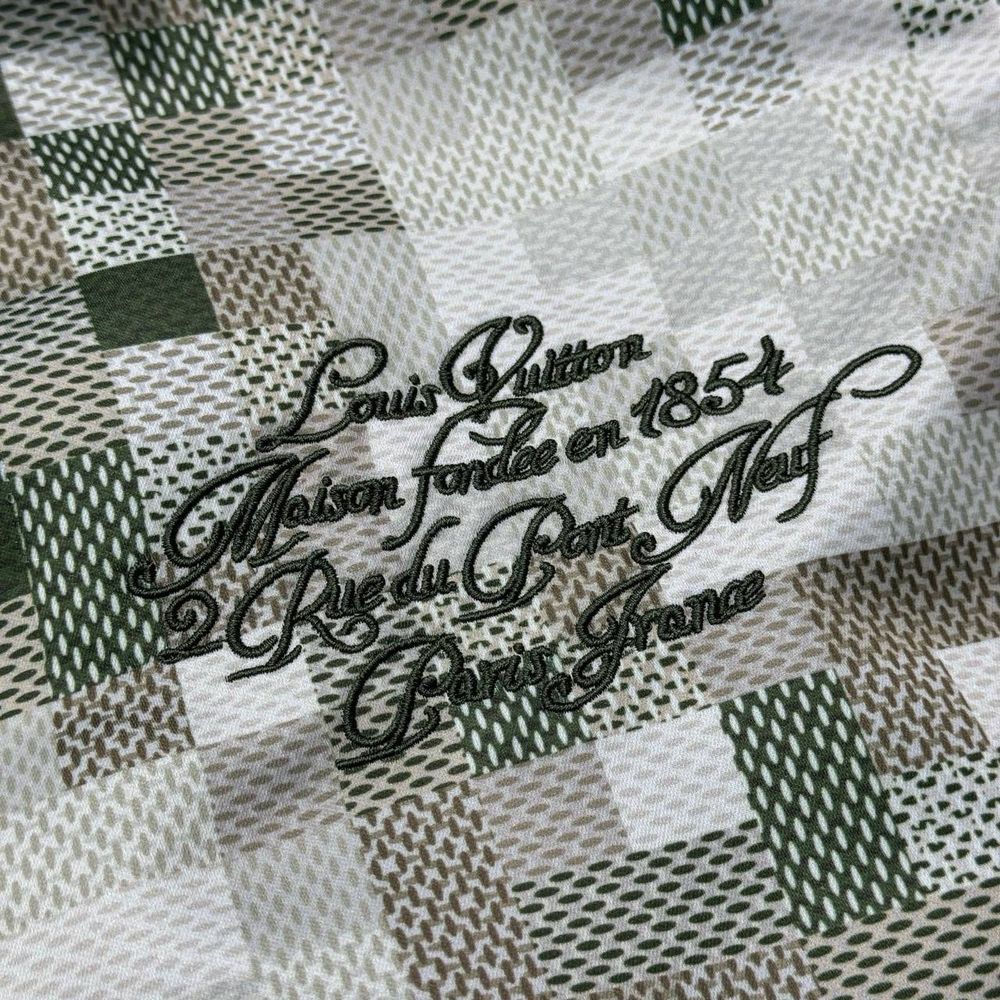 Louis Vuitton
Maison fondée en 1854
2 Rue du Pont Neuf
Paris, France